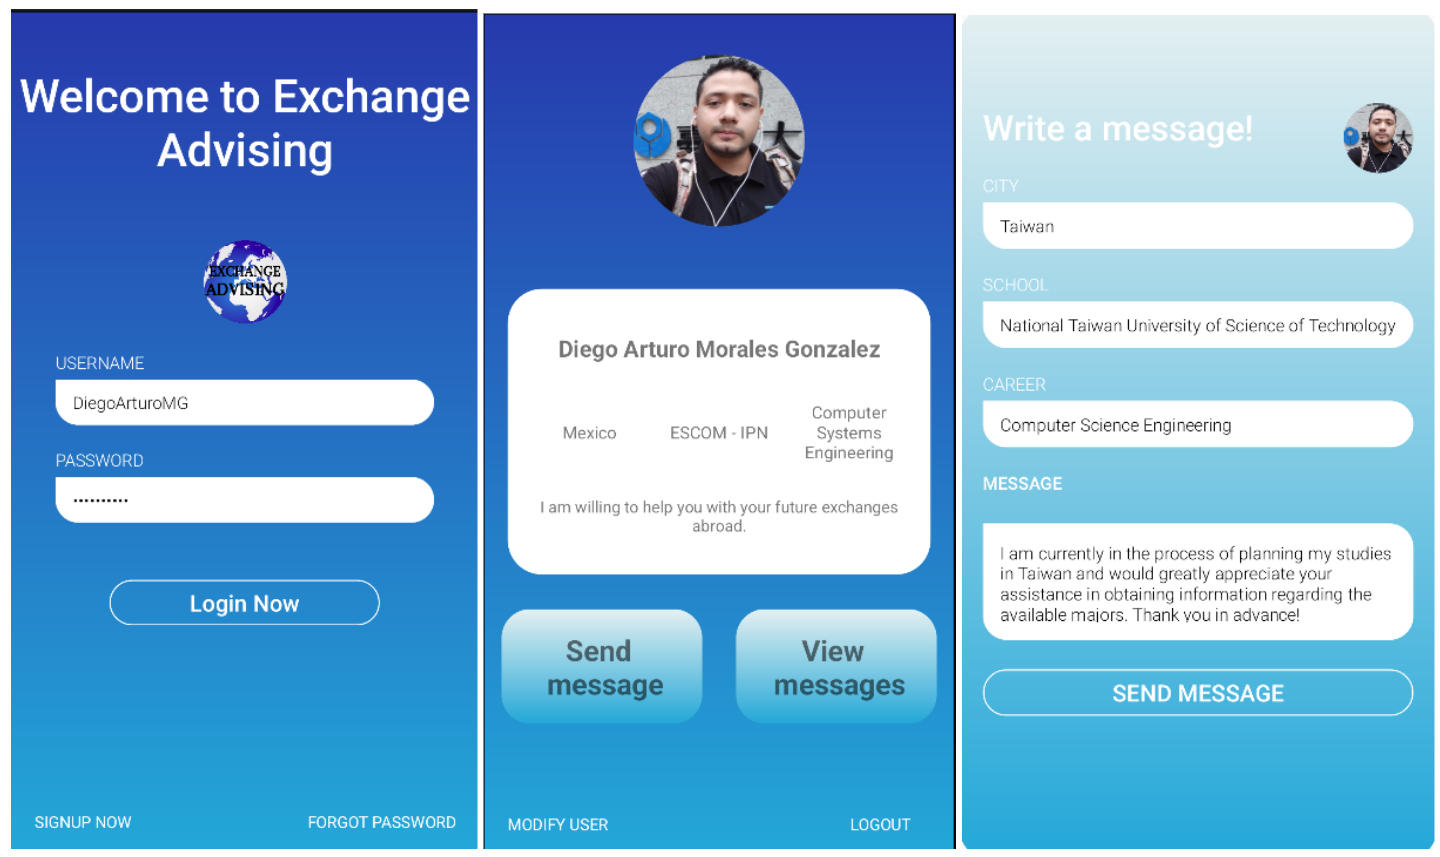 Welcome to Exchange
Advising
EXCHANGE
ADVISING
USERNAME
DiegoArturoMG
PASSWORD
••••••••••
Login Now
SIGNUP NOW
FORGOT PASSWORD
Diego Arturo Morales Gonzalez
Mexico
ESCOM - IPN
Computer
Systems
Engineering
I am willing to help you with your future exchanges
abroad.
Send
message
View
messages
MODIFY USER
LOGOUT
Write a message!
CITY
Taiwan
SCHOOL
National Taiwan University of Science of Technology
CAREER
Computer Science Engineering
MESSAGE
I am currently in the process of planning my studies
in Taiwan and would greatly appreciate your
assistance in obtaining information regarding the
available majors. Thank you in advance!
SEND MESSAGE